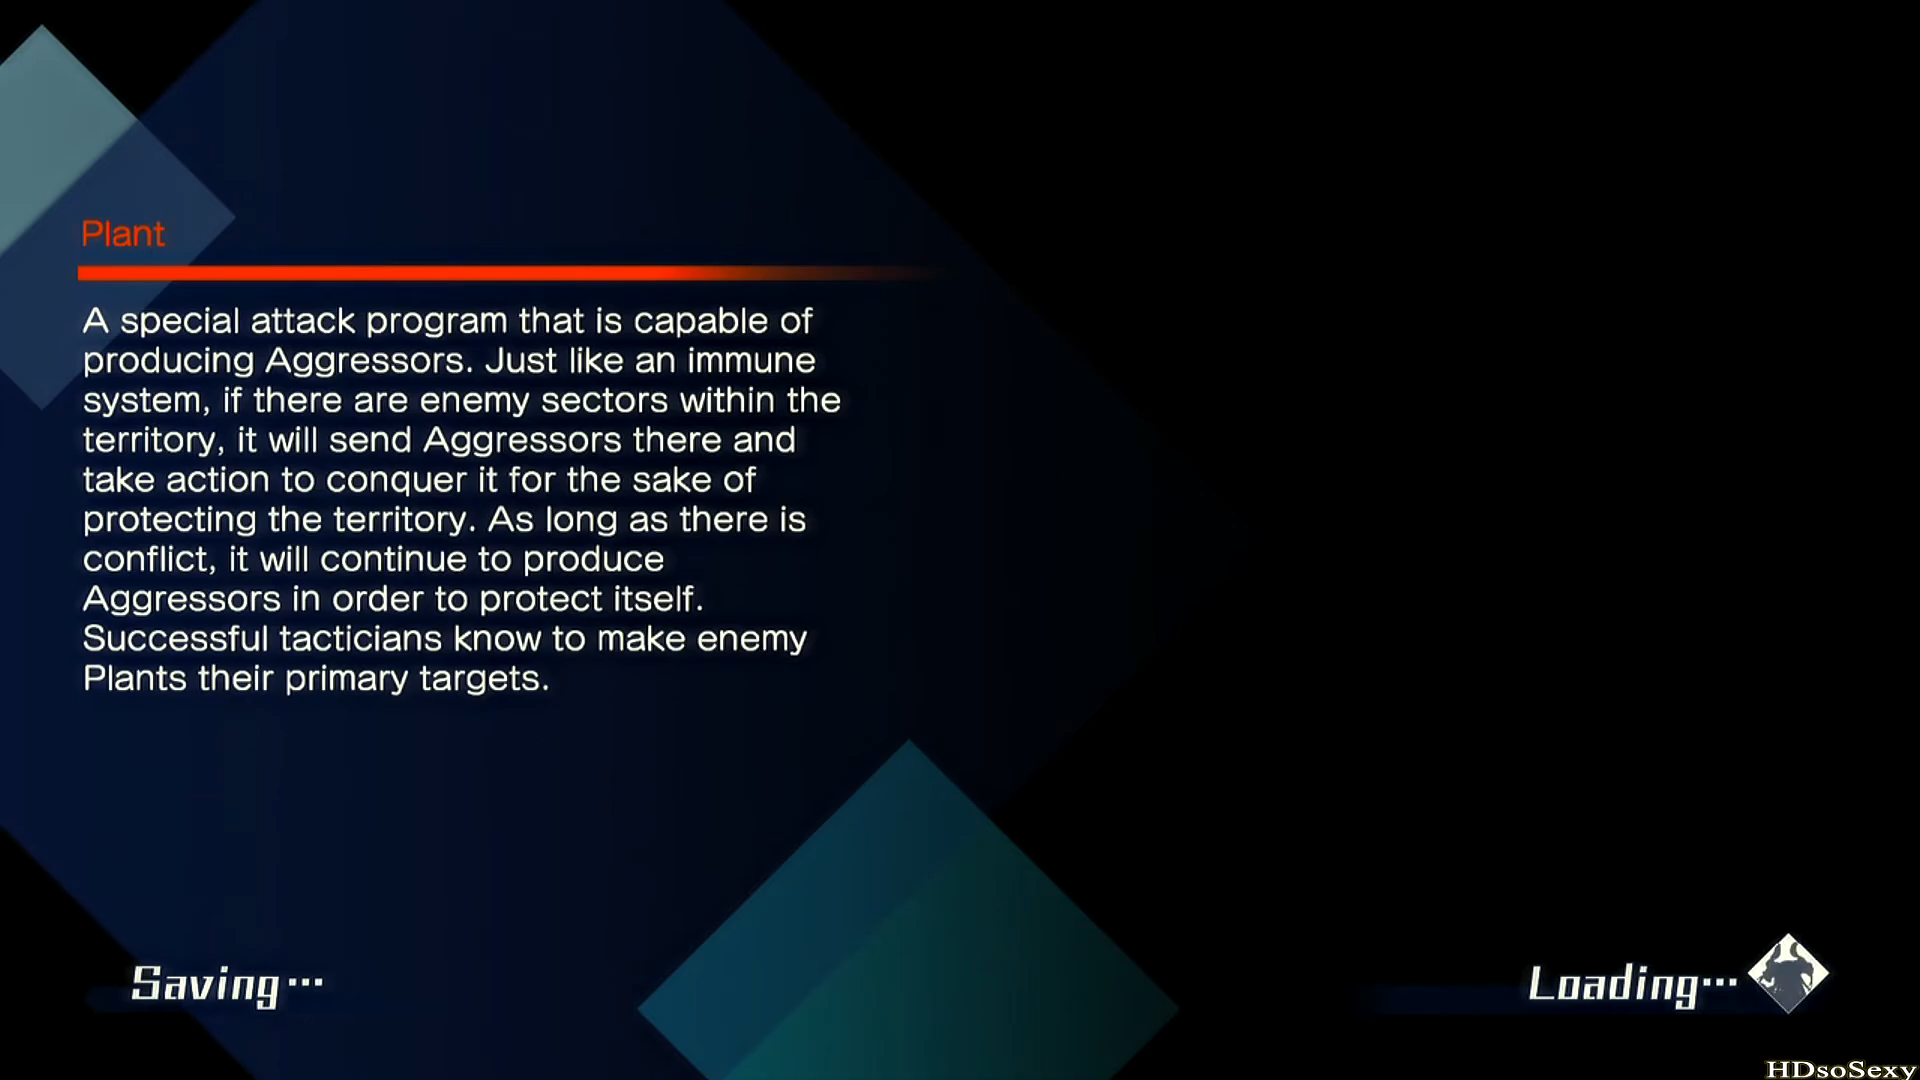 Plant
A special attack program that is capable of
producing Aggressors. Just like an immune
system, if there are enemy sectors within the
territory, it will send Aggressors there and
take action to conquer it for the sake of
protecting the territory. As long as there is
conflict, it will continue to produce
Aggressors in order to protect itself.
Successful tacticians know to make enemy
Plants their primary targets.
Saving…
Loading…
HDsoSexy